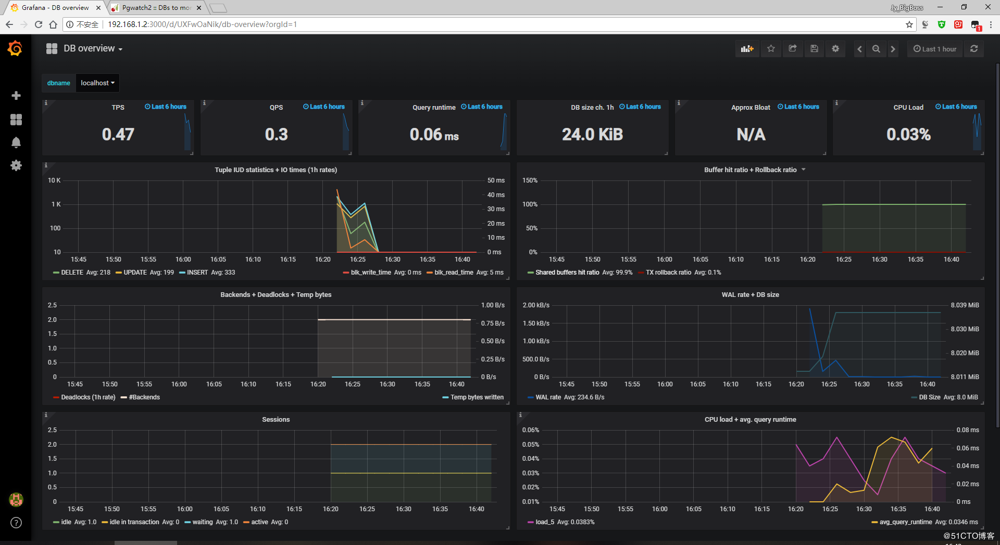 Grafana - DB overview
Pgwatch2 :: DBs to mor
Jy_BigBoss
不安全
192.168.1.2:3000/d/UXFwOaNik/db-overview?orgId=1
1
DB overview
Last 1 hour
dbname localhost
TPS Last 6 hours
0.47
QPS Last 6 hours
0.3
Query runtime Last 6 hours
0.06 ms
DB size ch. 1h Last 6 hours
24.0 KiB
Approx Bloat Last 6 hours
N/A
CPU Load Last 6 hours
0.03%
Tuple IUD statistics + IO times (1h rates)
10 K
1 K
100
10
50 ms
40 ms
30 ms
20 ms
10 ms
0 ms
15:45 15:50 15:55 16:00 16:05 16:10 16:15 16:20 16:25 16:30 16:35 16:40
DELETE Avg: 218 UPDATE Avg: 199 INSERT Avg: 333 blk_write_time Avg: 0 ms blk_read_time Avg: 5 ms
Buffer hit ratio + Rollback ratio
150%
100%
50%
0%
15:45 15:50 15:55 16:00 16:05 16:10 16:15 16:20 16:25 16:30 16:35 16:40
Shared buffers hit ratio Avg: 99.9% TX rollback ratio Avg: 0.1%
Backends + Deadlocks + Temp bytes
2.5
2.0
1.5
1.0
0.5
0
1.00 B/s
0.75 B/s
0.50 B/s
0.25 B/s
0 B/s
15:45 15:50 15:55 16:00 16:05 16:10 16:15 16:20 16:25 16:30 16:35 16:40
Deadlocks (1h rate) #Backends Temp bytes written
WAL rate + DB size
2.00 kB/s
1.50 kB/s
1.00 kB/s
500.0 B/s
0 B/s
8.039 MiB
8.030 MiB
8.020 MiB
8.011 MiB
15:45 15:50 15:55 16:00 16:05 16:10 16:15 16:20 16:25 16:30 16:35 16:40
WAL rate Avg: 234.6 B/s DB Size Avg: 8.0 MiB
Sessions
2.5
2.0
1.5
1.0
0.5
0
15:45 15:50 15:55 16:00 16:05 16:10 16:15 16:20 16:25 16:30 16:35 16:40
idle Avg: 1.0 idle in transaction Avg: 0 waiting Avg: 1.0 active Avg: 0
CPU load + avg. query runtime
0.06%
0.05%
0.04%
0.03%
0.02%
0.01%
0.08 ms
0.06 ms
0.04 ms
0.02 ms
0 ms
15:45 15:50 15:55 16:00 16:05 16:10 16:15 16:20 16:25 16:30 16:35 16:40
load_5 Avg: 0.0383% avg_query_runtime Avg: 0.0346 ms
@51CTO博客